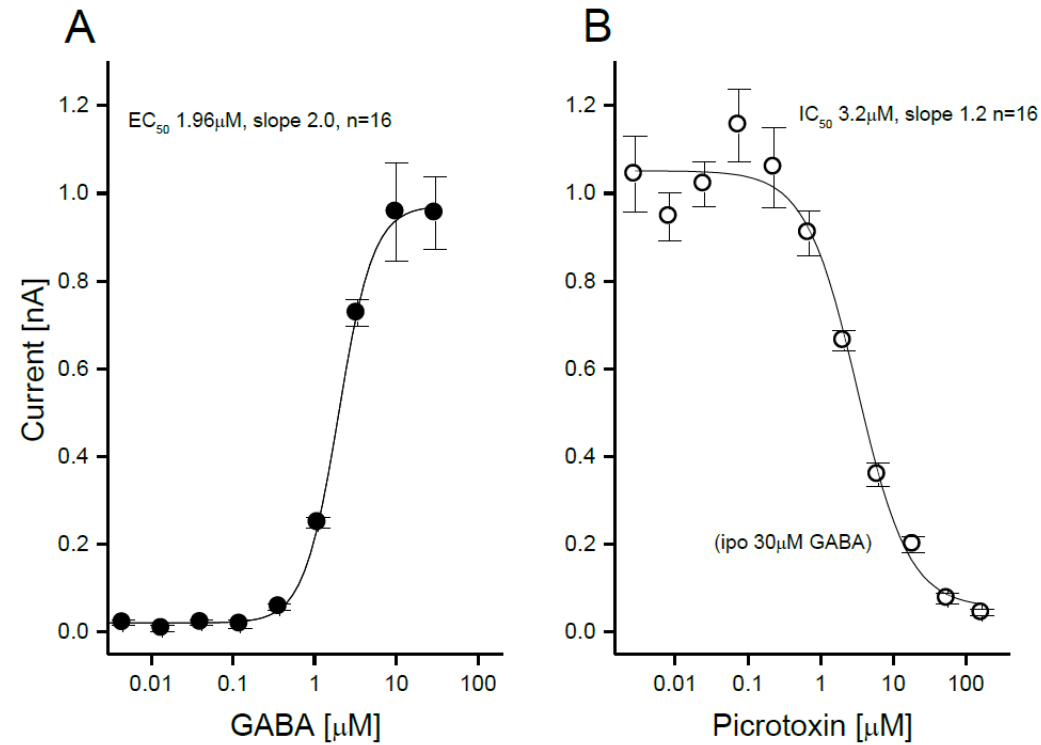 A
EC50 1.96μM, slope 2.0, n=16
Current [nA]
1.2
1.0
0.8
0.6
0.4
0.2
0.0
0.01 0.1 1 10 100
GABA [μM]
B
IC50 3.2μM, slope 1.2 n=16
(ipo 30μM GABA)
1.2
1.0
0.8
0.6
0.4
0.2
0.0
0.01 0.1 1 10 100
Picrotoxin [μM]